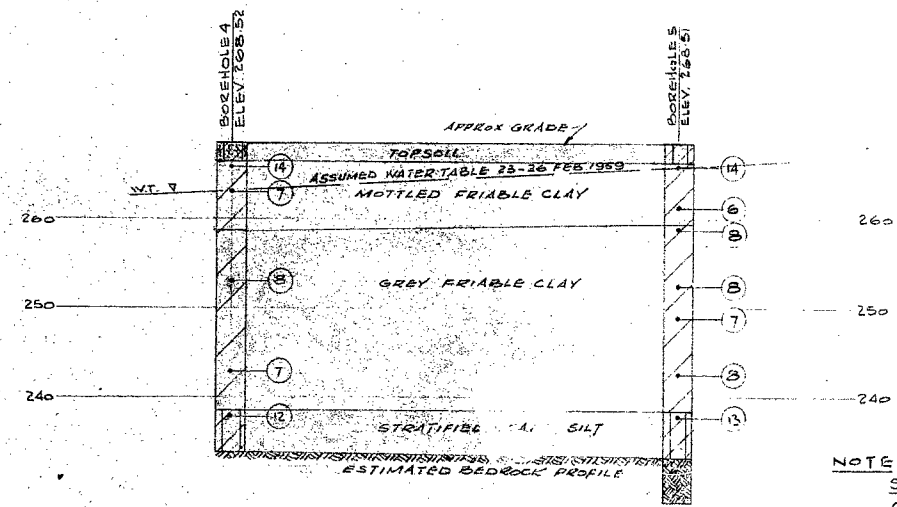 BOREHOLE 4
ELEV. 268.52
BOREHOLE 5
ELEV. 268.51
APPROX GRADE
TOPSOIL
14
14
ASSUMED WATER TABLE 23-26 FEB 1959
W.T.
7
MOTTLED FRIABLE CLAY
6
260
260
8
8
GREY FRIABLE CLAY
8
250
250
7
7
3
240
240
12
13
STRATIFIED SILT
ESTIMATED BEDROCK PROFILE
NOTE